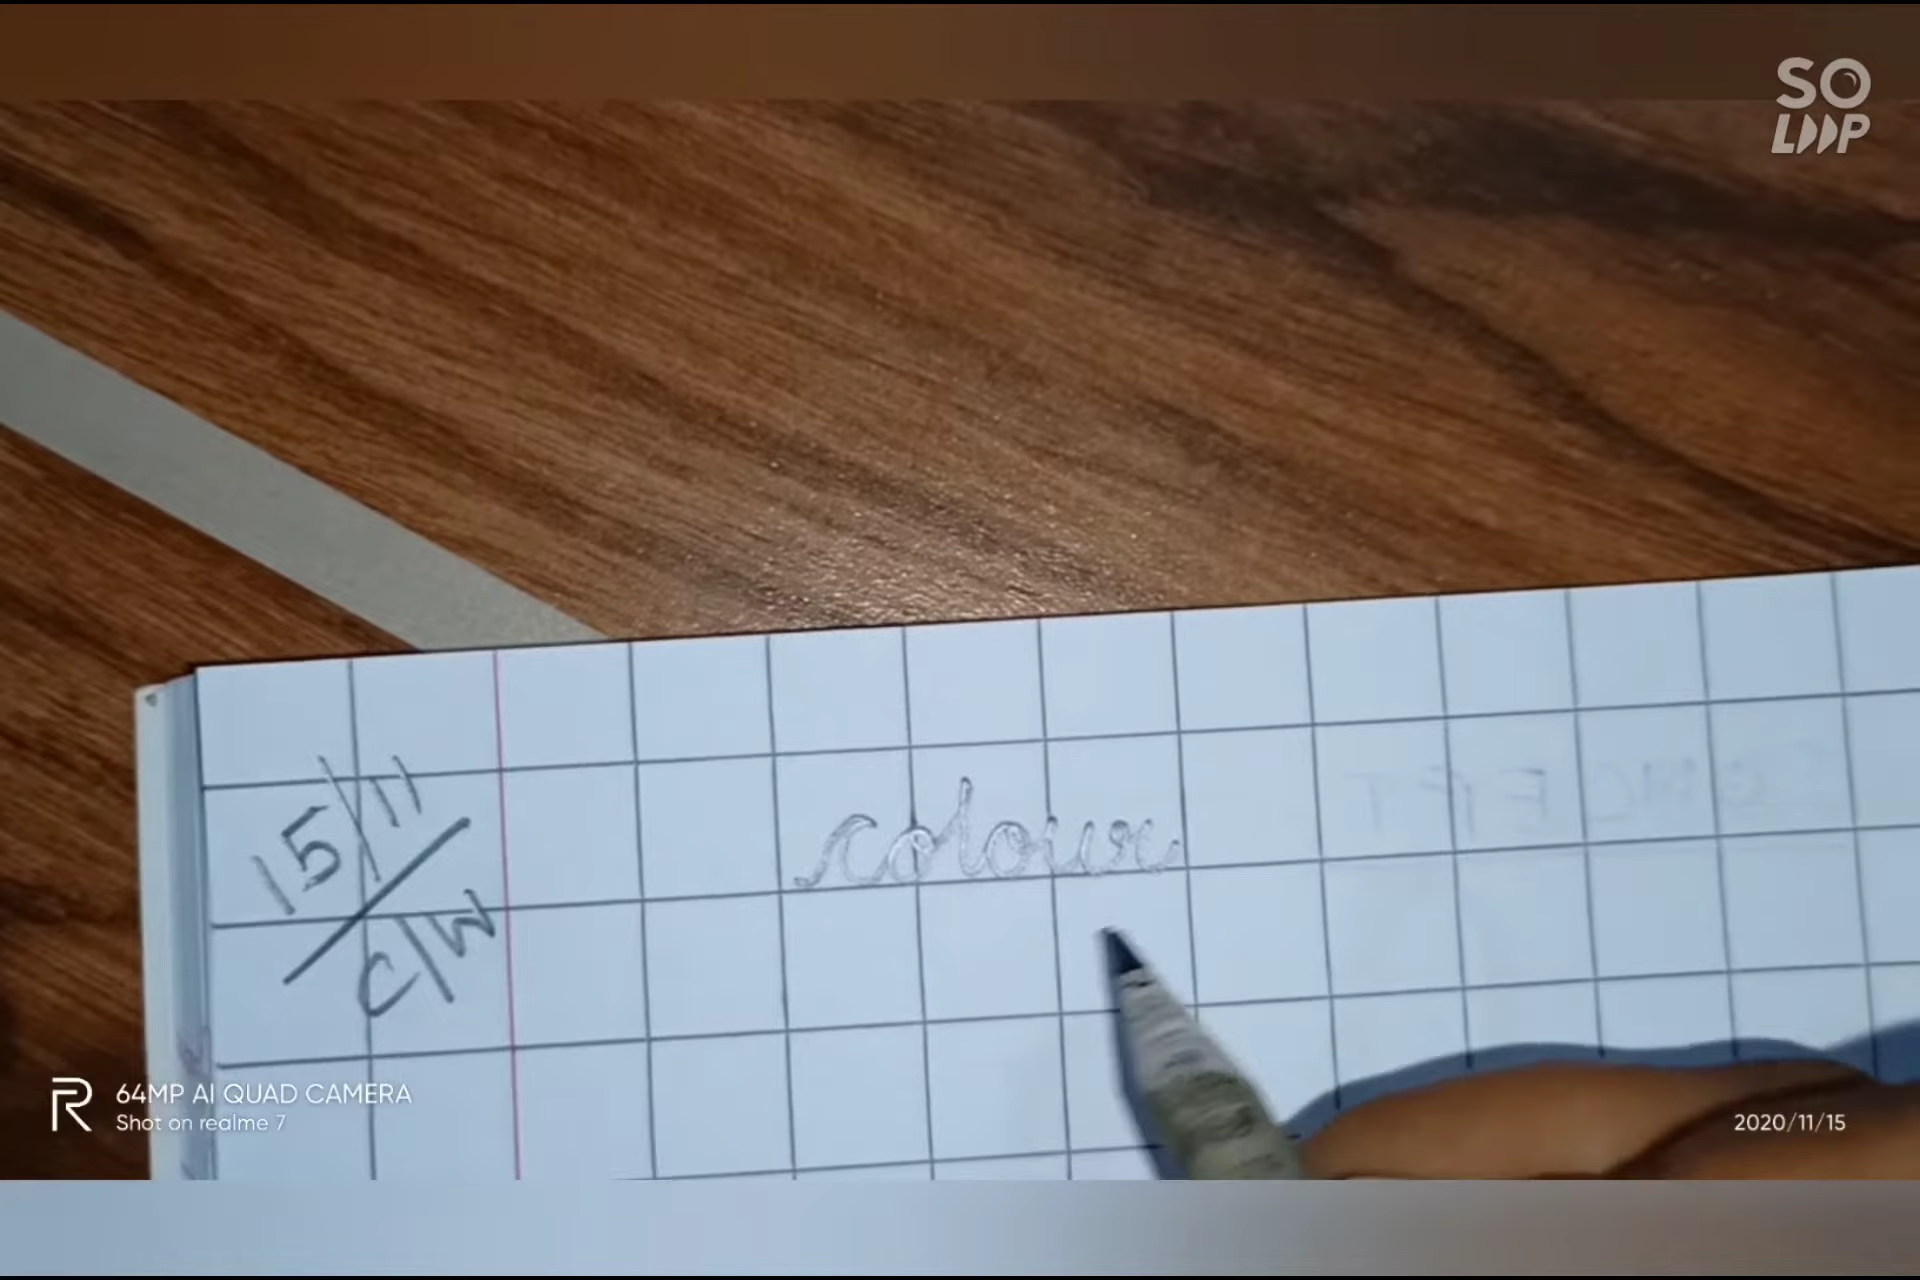 SO
LOOP
15/11
C/W
colour
64MP AI QUAD CAMERA
Shot on realme 7
2020/11/15